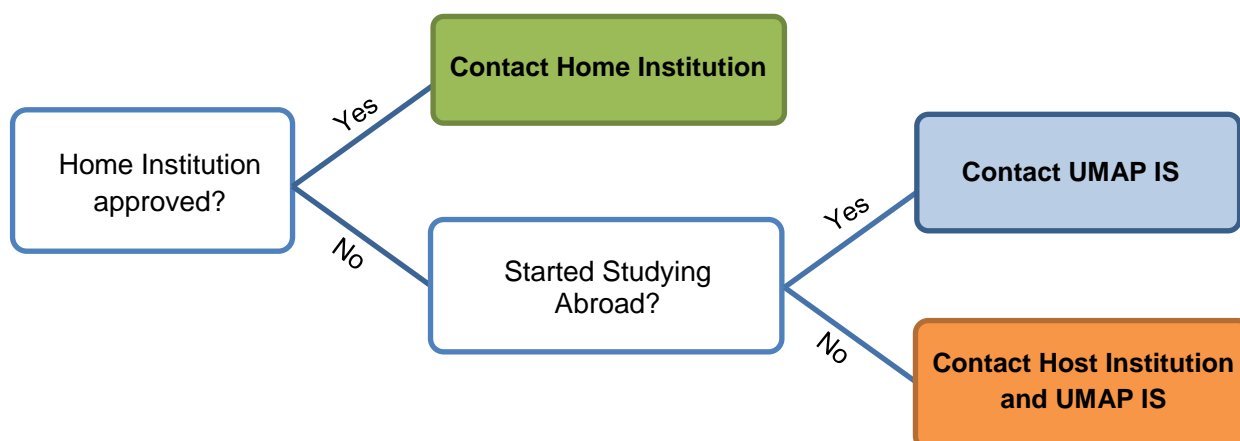 Contact Home Institution
Yes
Home Institution
approved?
No
Contact UMAP IS
Yes
Started Studying
Abroad?
No
Contact Host Institution
and UMAP IS